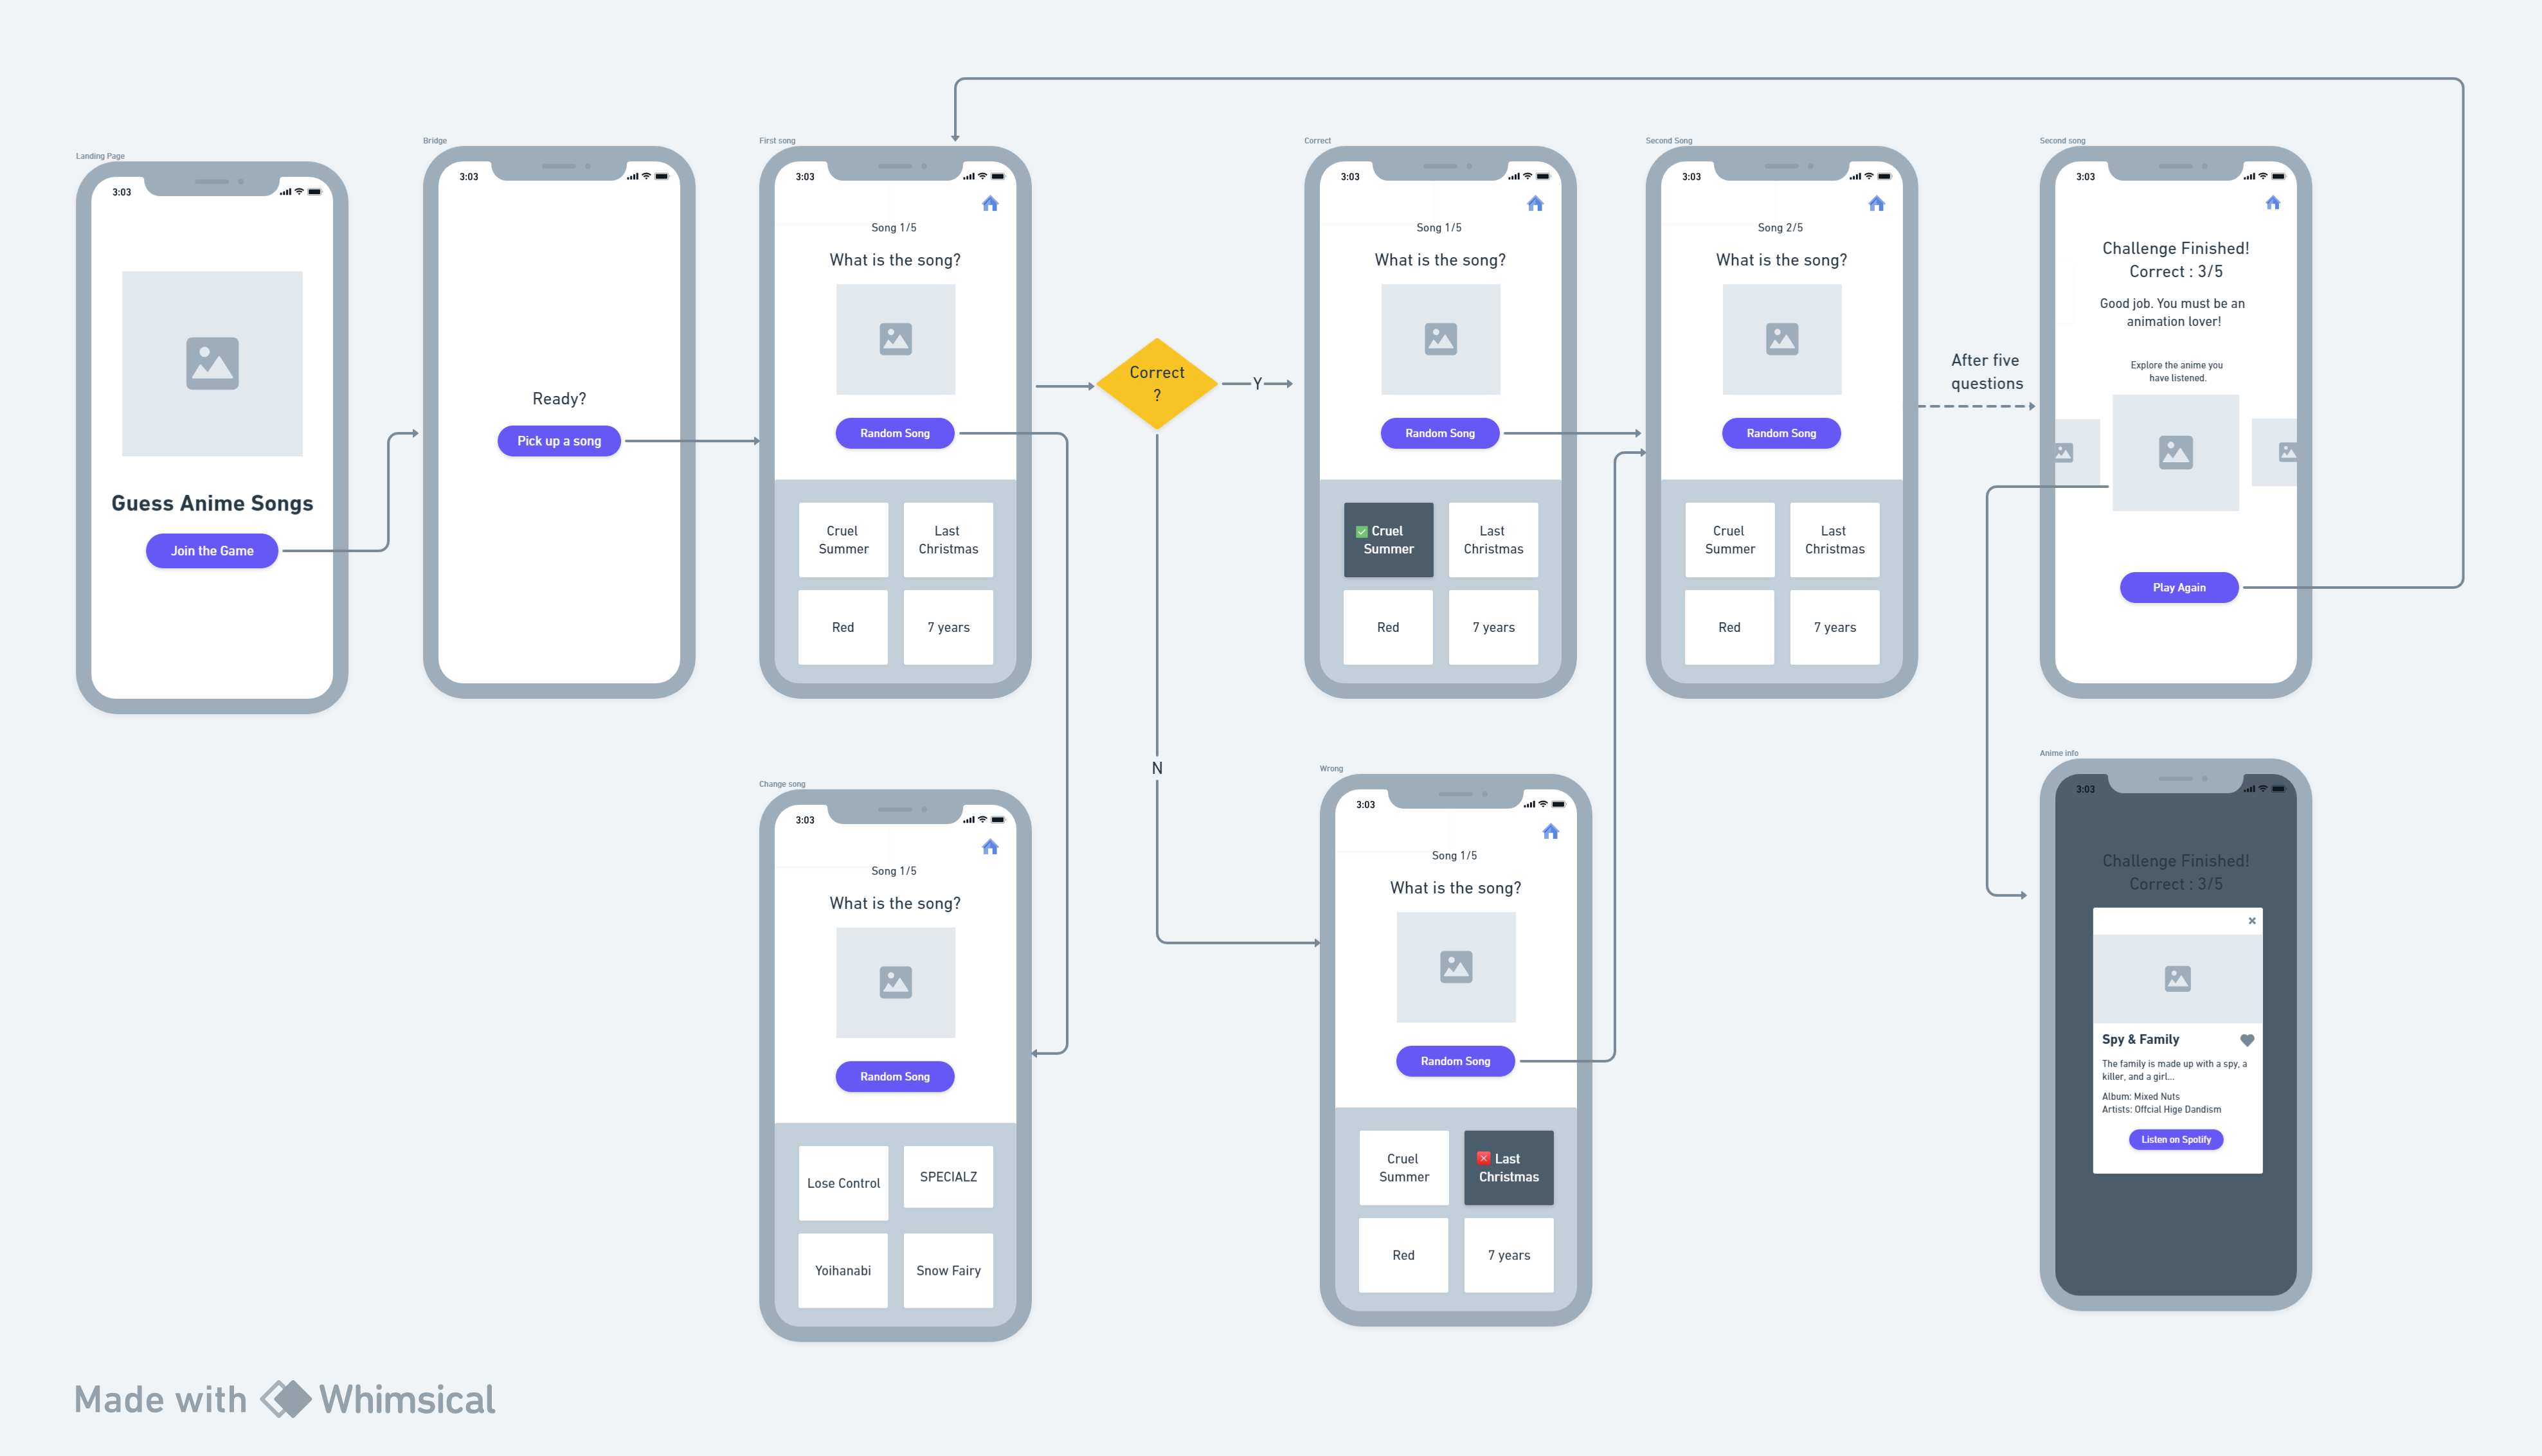 Landing Page
3:03
Guess Anime Songs
Join the Game
Bridge
3:03
Ready?
Pick up a song
First song
3:03
Song 1/5
What is the song?
Random Song
Cruel
Summer
Last
Christmas
Red
7 years
Correct
?
Y
N
Correct
3:03
Song 1/5
What is the song?
Random Song
✅ Cruel
Summer
Last
Christmas
Red
7 years
Second Song
3:03
Song 2/5
What is the song?
Random Song
Cruel
Summer
Last
Christmas
Red
7 years
After five
questions
Second song
3:03
Challenge Finished!
Correct : 3/5
Good job. You must be an
animation lover!
Explore the anime you
have listened.
Play Again
Change song
3:03
Song 1/5
What is the song?
Random Song
Lose Control
SPECIALZ
Yoihanabi
Snow Fairy
Wrong
3:03
Song 1/5
What is the song?
Random Song
Cruel
Summer
Last
Christmas
Red
7 years
Anime info
3:03
Challenge Finished!
Correct : 3/5
Spy & Family
The family is made up with a spy, a
killer, and a girl...
Album: Mixed Nuts
Artists: Offcial Hige Dandism
Listen on Spotify
Made with Whimsical